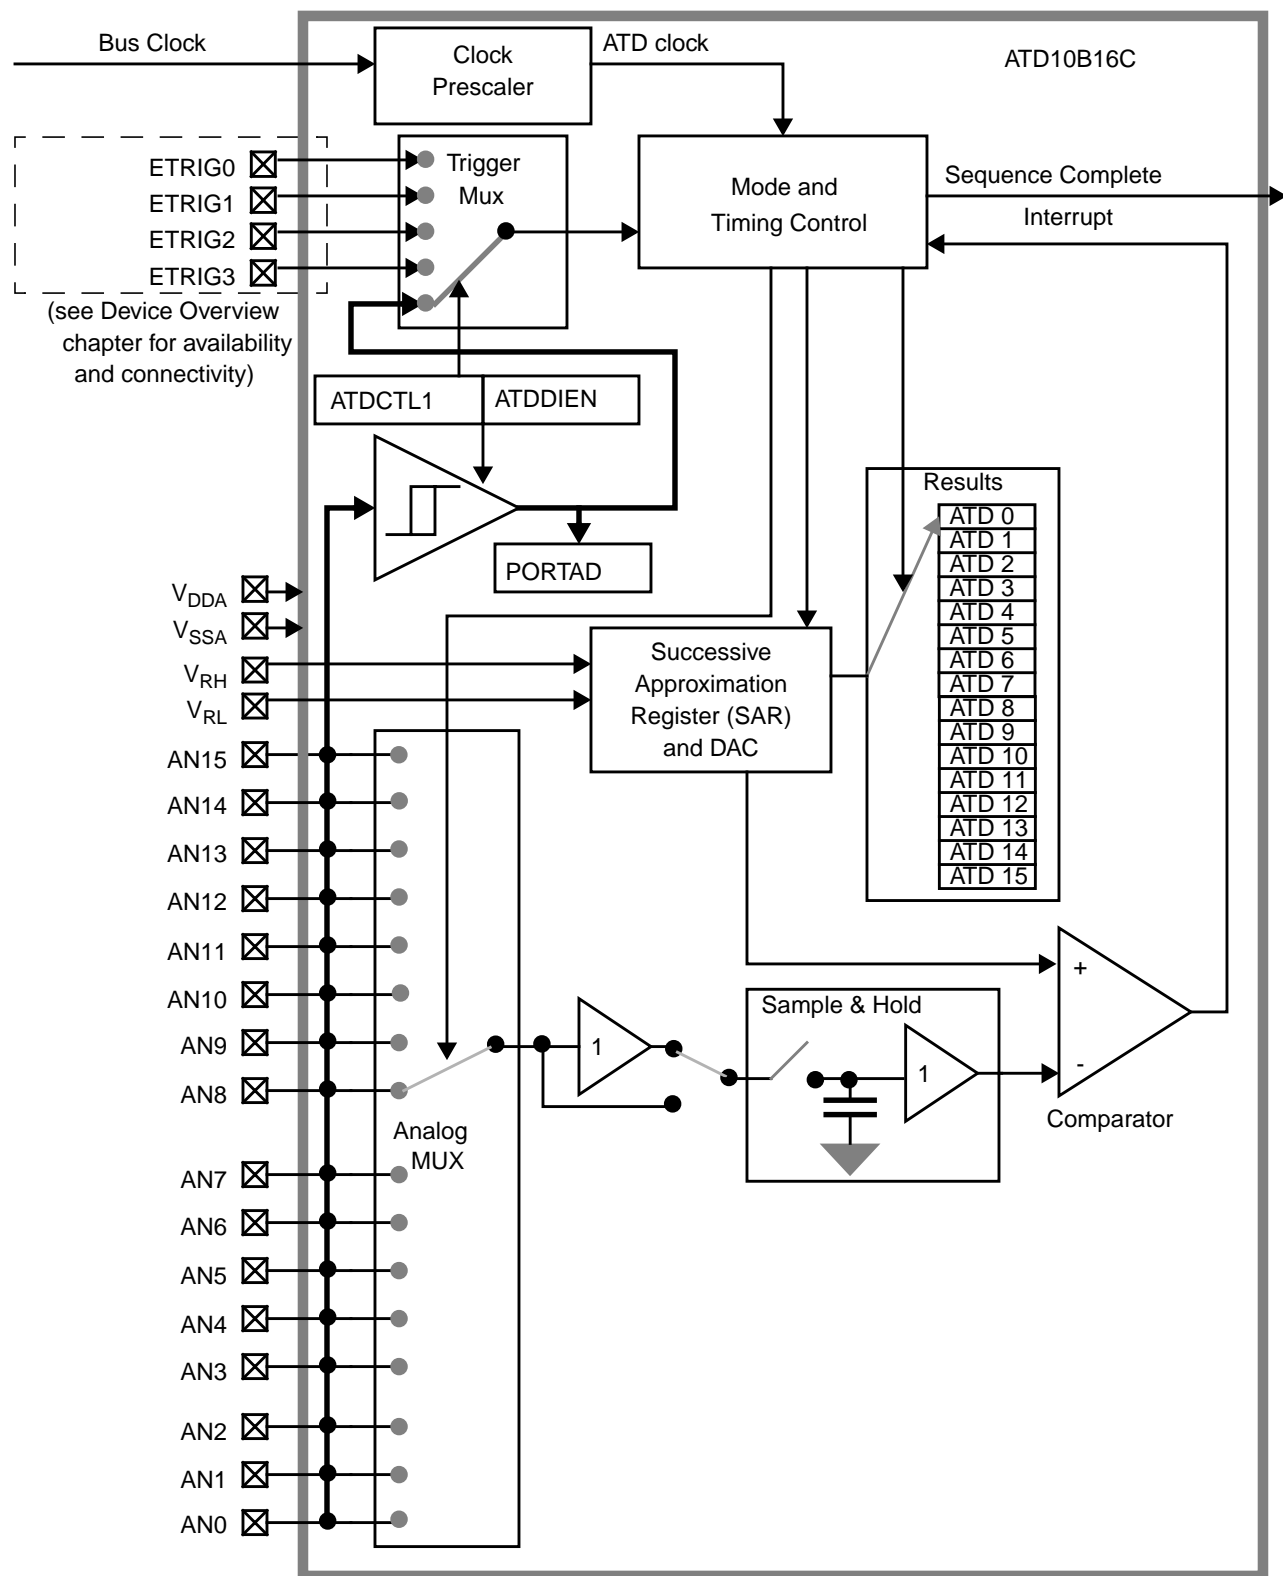 Bus Clock
Clock
Prescaler
ATD clock
ATD10B16C
ETRIG0
ETRIG1
ETRIG2
ETRIG3
(see Device Overview
chapter for availability
and connectivity)
Trigger
Mux
Mode and
Timing Control
Sequence Complete
Interrupt
ATDCTL1
ATDDIEN
PORTAD
Results
ATD 0
ATD 1
ATD 2
ATD 3
ATD 4
ATD 5
ATD 6
ATD 7
ATD 8
ATD 9
ATD 10
ATD 11
ATD 12
ATD 13
ATD 14
ATD 15
VDDA
VSSA
VRH
VRL
Successive
Approximation
Register (SAR)
and DAC
AN15
AN14
AN13
AN12
AN11
AN10
AN9
AN8
AN7
AN6
AN5
AN4
AN3
AN2
AN1
AN0
Analog
MUX
1
Sample & Hold
1
+
-
Comparator